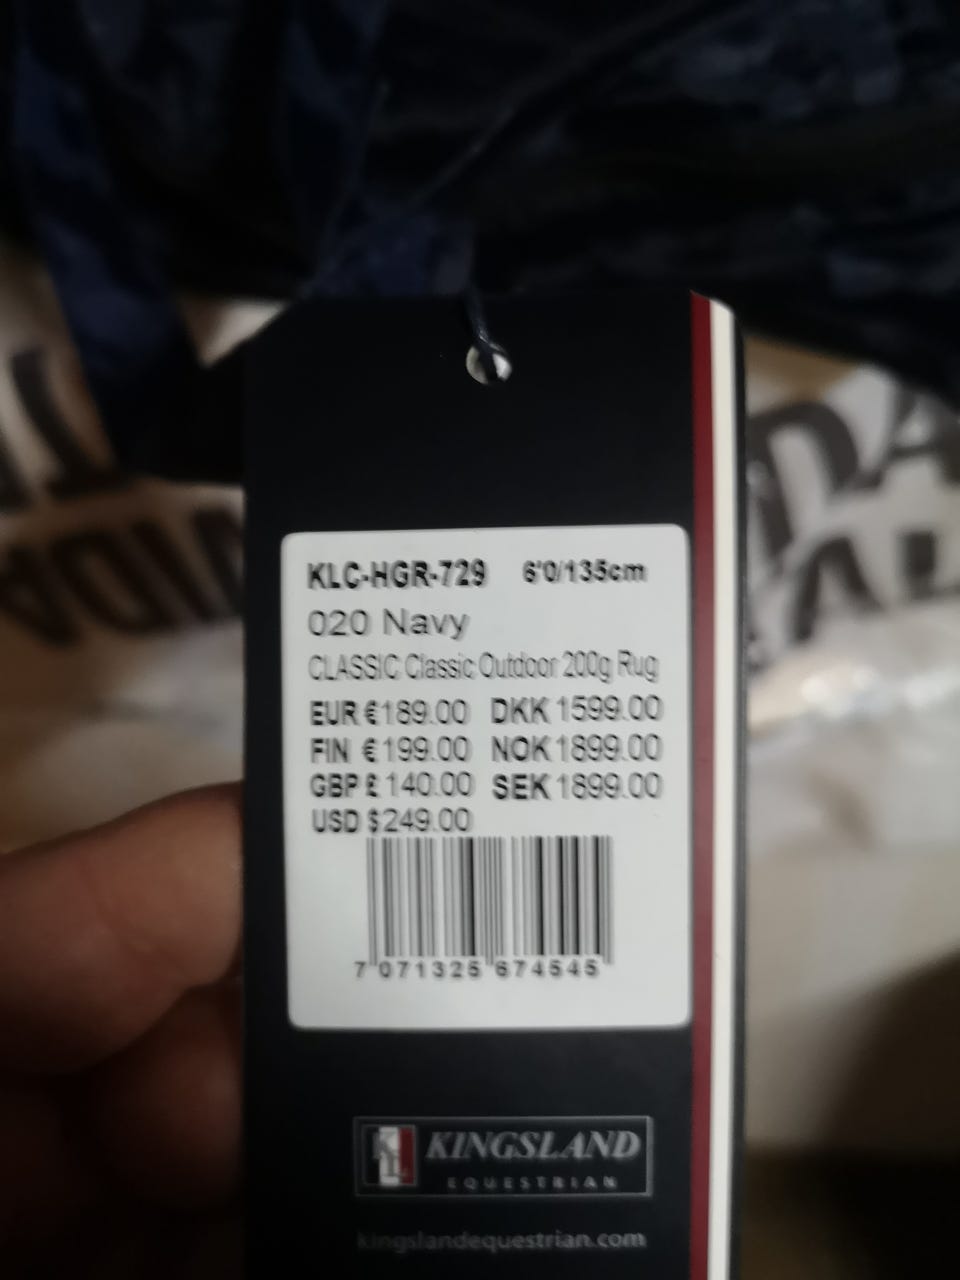 KLC-HGR-729 6'0/135cm
020 Navy
CLASSIC Classic Outdoor 200g Rug
EUR €189.00 DKK 1599.00
FIN €199.00 NOK 1899.00
GBP £ 140.00 SEK 1899.00
USD $249.00
7 071325 674545
KL KINGSLAND
EQUESTRIAN
kingslandequestrian.com